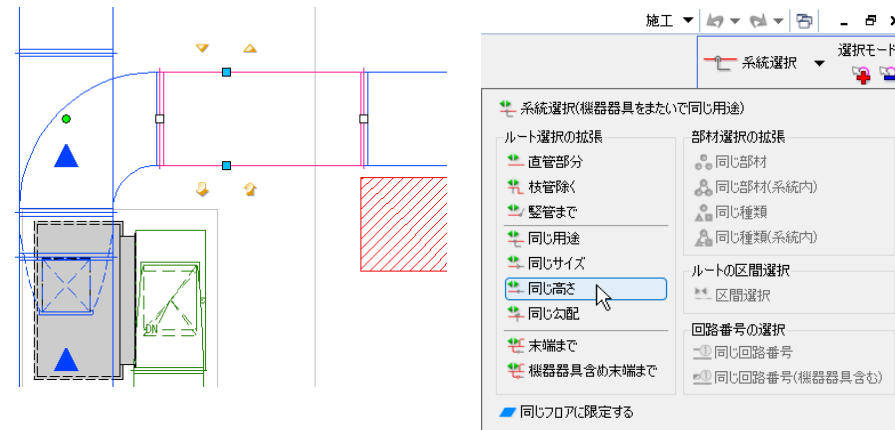 施工
系統選択
選択モード
系統選択(機器器具をまたいで同じ用途)
ルート選択の拡張
直管部分
枝管除く
竪管まで
同じ用途
同じサイズ
同じ高さ
同じ勾配
末端まで
機器器具含め末端まで
同じフロアに限定する
部材選択の拡張
同じ部材
同じ部材(系統内)
同じ種類
同じ種類(系統内)
ルートの区間選択
区間選択
回路番号の選択
同じ回路番号
同じ回路番号(機器器具含む)
DN